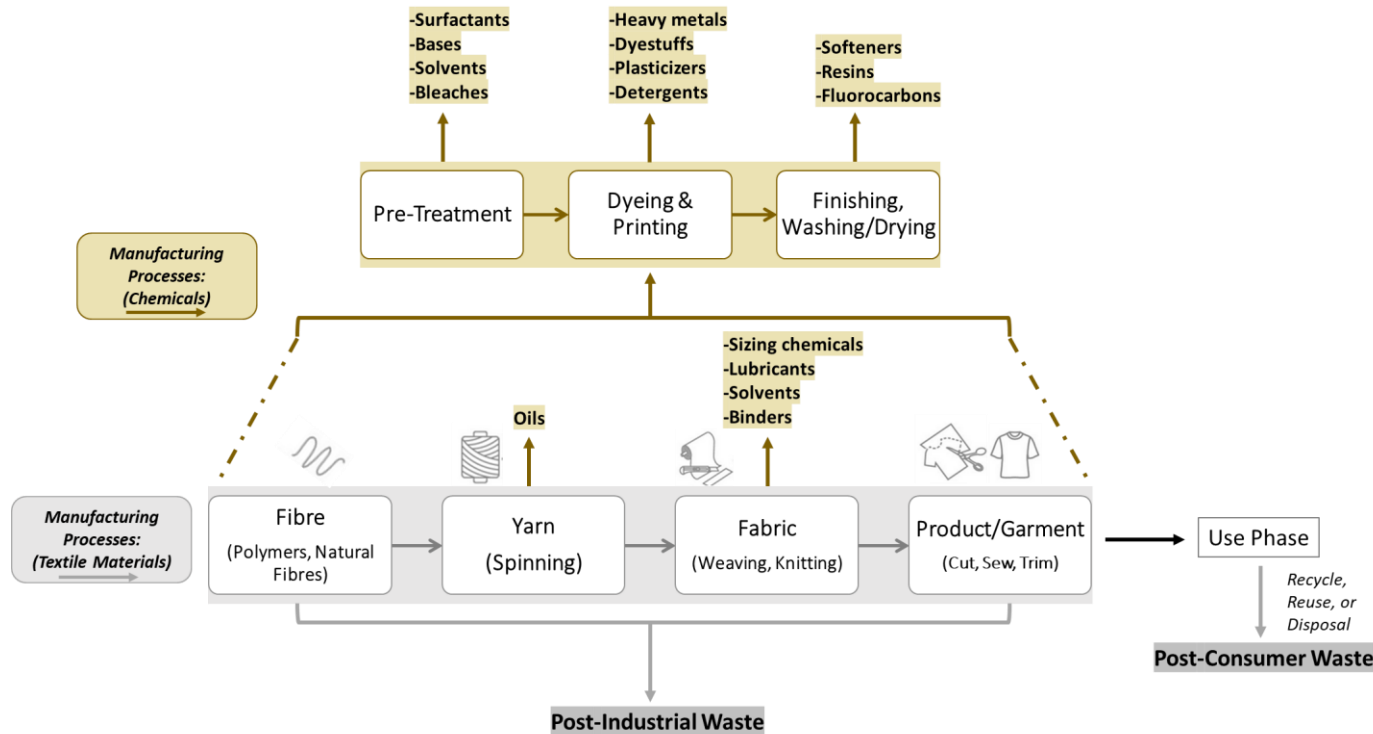 -Surfactants
-Bases
-Solvents
-Bleaches
-Heavy metals
-Dyestuffs
-Plasticizers
-Detergents
-Softeners
-Resins
-Fluorocarbons
Pre-Treatment
Dyeing &
Printing
Finishing,
Washing/Drying
Manufacturing
Processes:
(Chemicals)
-Sizing chemicals
-Lubricants
-Solvents
-Binders
Oils
Manufacturing
Processes:
(Textile Materials)
Fibre
(Polymers, Natural
Fibres)
Yarn
(Spinning)
Fabric
(Weaving, Knitting)
Product/Garment
(Cut, Sew, Trim)
Use Phase
Recycle,
Reuse, or
Disposal
Post-Consumer Waste
Post-Industrial Waste